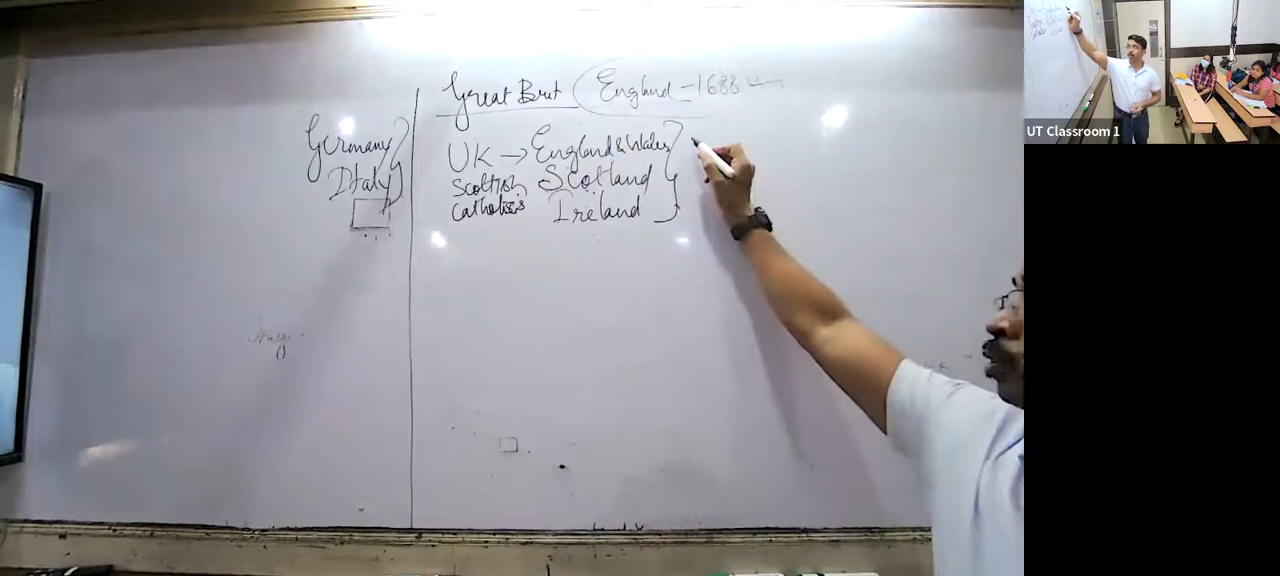 Great Brit England - 1688
Germany
Italy
UK → England & Wales
Scottish Scotland
Catholics Ireland
UT Classroom 1